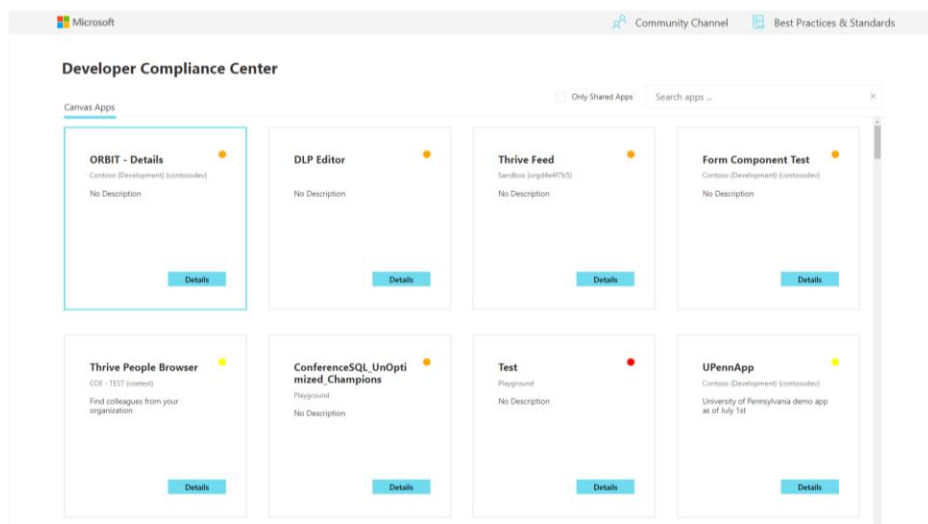 Microsoft
Community Channel
Best Practices & Standards
Developer Compliance Center
Only Shared Apps
Search apps ...
Canvas Apps
ORBIT - Details
Contoso (Development) (contosodev)
No Description
Details
DLP Editor
No Description
Details
Thrive Feed
Sandbox (orgd4e4f7b5)
No Description
Details
Form Component Test
Contoso (Development) (contosodev)
No Description
Details
Thrive People Browser
COE - TEST (coetest)
Find colleagues from your
organization
Details
ConferenceSQL_UnOpti
mized_Champions
Playground
No Description
Details
Test
Playground
No Description
Details
UPennApp
Contoso (Development) (contosodev)
University of Pennsylvania demo app
as of July 1st
Details